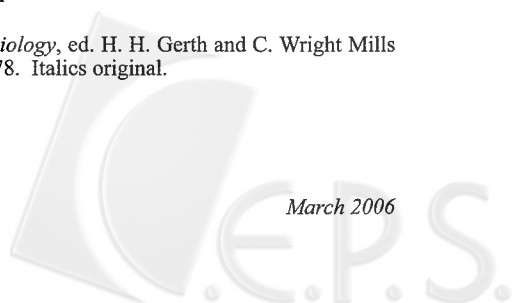 iology, ed. H. H. Gerth and C. Wright Mills
78. Italics original.
March 2006
C.E.P.S.